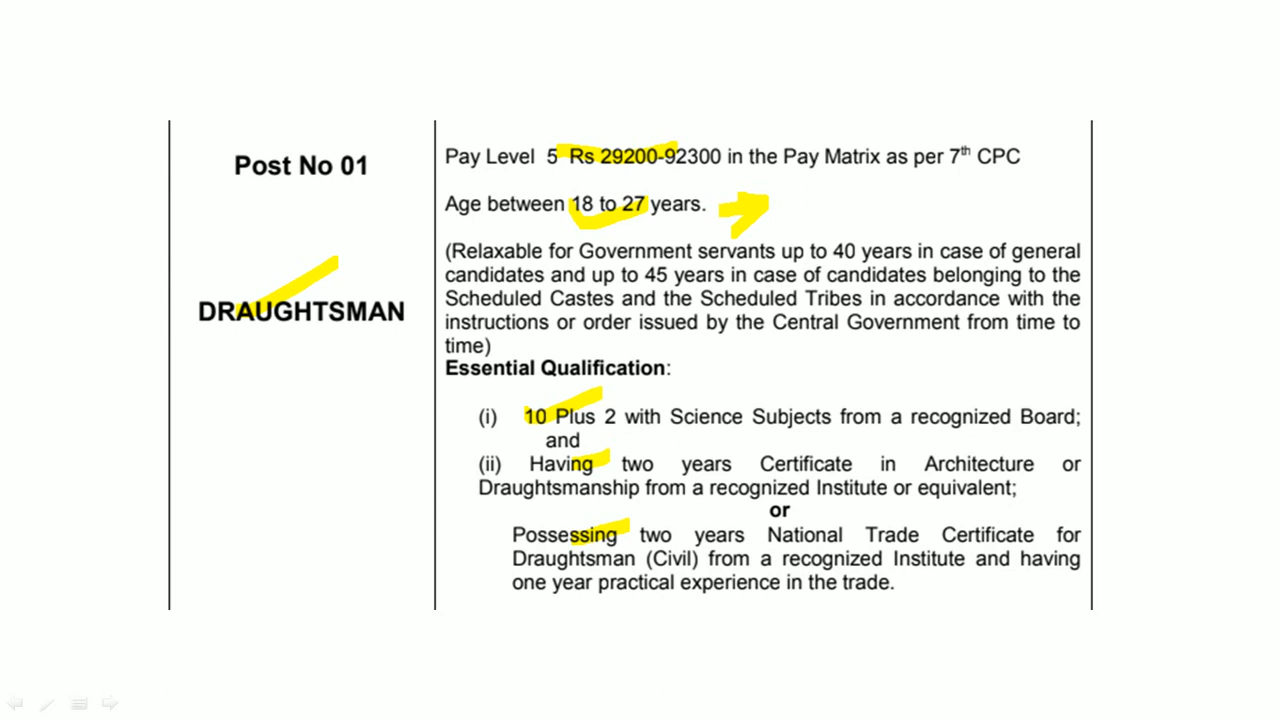 Post No 01
DRAUGHTSMAN
Pay Level 5 Rs 29200-92300 in the Pay Matrix as per 7th CPC
Age between 18 to 27 years.
(Relaxable for Government servants up to 40 years in case of general
candidates and up to 45 years in case of candidates belonging to the
Scheduled Castes and the Scheduled Tribes in accordance with the
instructions or order issued by the Central Government from time to
time)
Essential Qualification:
(i) 10 Plus 2 with Science Subjects from a recognized Board;
and
(ii) Having two years Certificate in Architecture or
Draughtsmanship from a recognized Institute or equivalent;
or
Possessing two years National Trade Certificate for
Draughtsman (Civil) from a recognized Institute and having
one year practical experience in the trade.